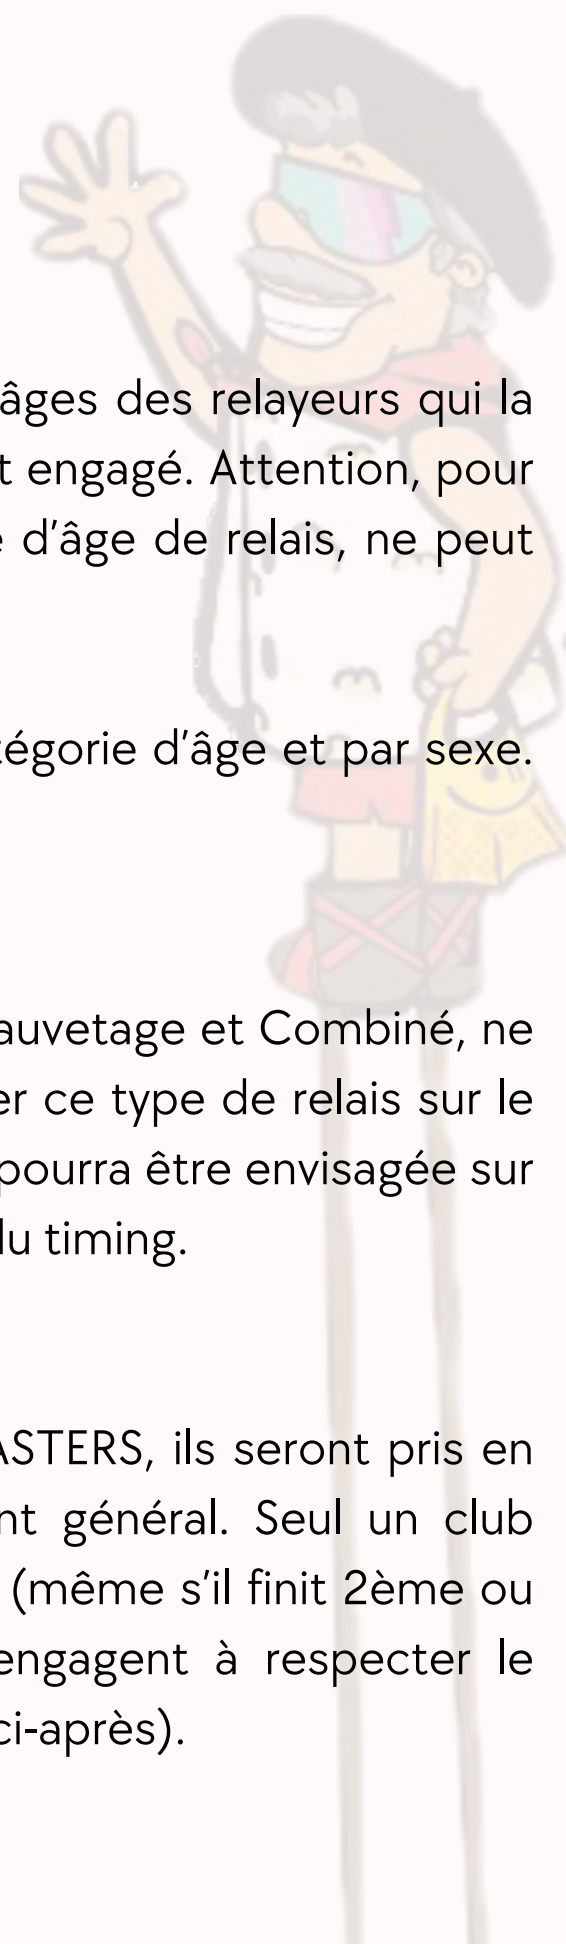 âges des relayeurs qui la
t engagé. Attention, pour
e d'âge de relais, ne peut
tégorie d'âge et par sexe.
auvetage et Combiné, ne
er ce type de relais sur le
pourra être envisagée sur
du timing.
ASTERS, ils seront pris en
nt général. Seul un club
(même s'il finit 2ème ou
engagent à respecter le
ci-après).